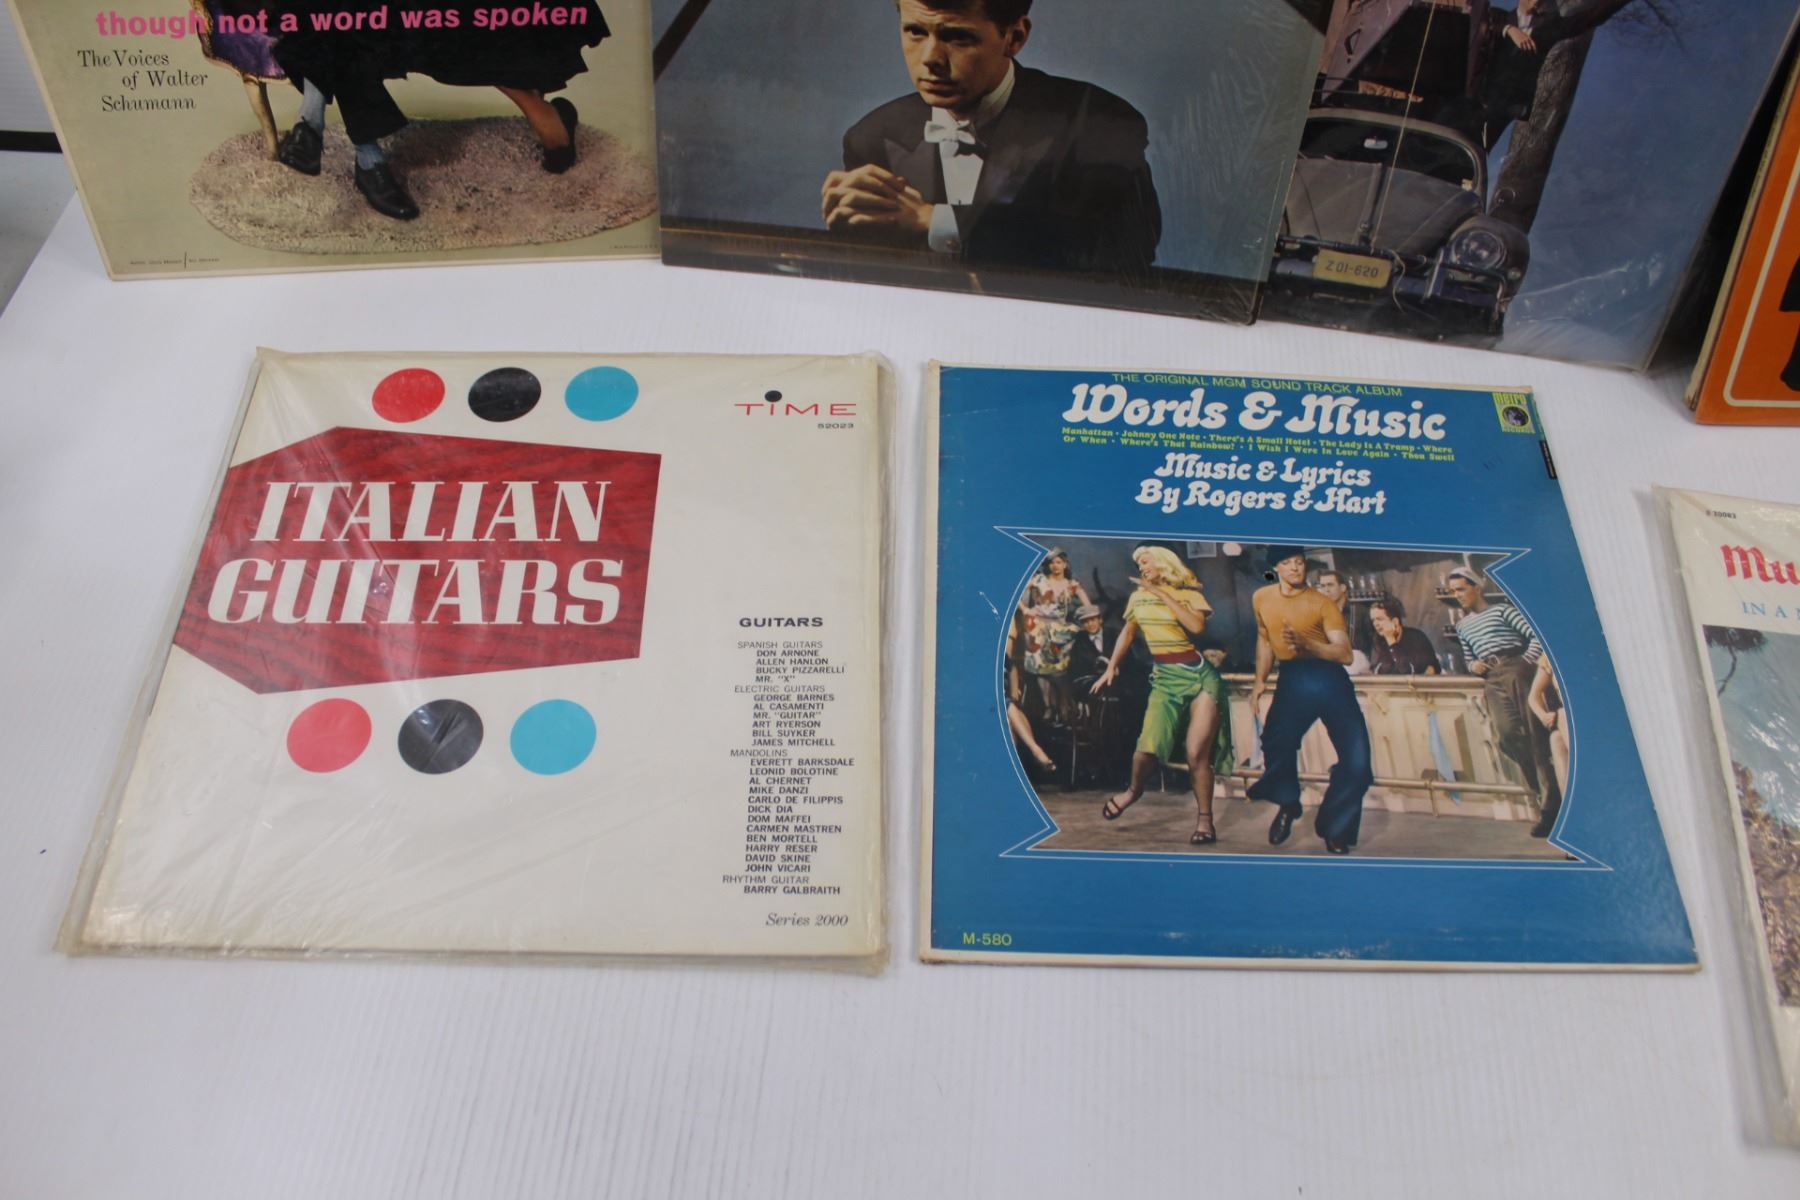 though not a word was spoken
The Voices
of Walter
Schumann
Z 01-620
TIME
52023
ITALIAN
GUITARS
GUITARS
SPANISH GUITARS
DON ARNONE
ALLEN HANLON
BUCKY PIZZARELLI
MR. "X"
ELECTRIC GUITARS
GEORGE BARNES
AL CASAMENTI
MR. "GUITAR"
ART RYERSON
BILL SUYKER
JAMES MITCHELL
MANDOLINS
EVERETT BARKSDALE
LEONID BOLOTINE
AL CHERNET
MIKE DANZI
CARLO DE FILIPPIS
DICK DIA
DOM MAFFEI
CARMEN MASTREN
BEN MORTELL
HARRY RESER
DAVID SKINE
JOHN VICARI
RHYTHM GUITAR
BARRY GALBRAITH
Series 2000
THE ORIGINAL MGM SOUND TRACK ALBUM
Words & Music
metro
RECORDS
Manhattan • Johnny One Note • There's A Small Hotel • The Lady Is A Tramp • Where
Or When • Where's That Rainbow? • I Wish I Were In Love Again • Thou Swell
Music & Lyrics
By Rogers & Hart
M-580
Mu
IN A